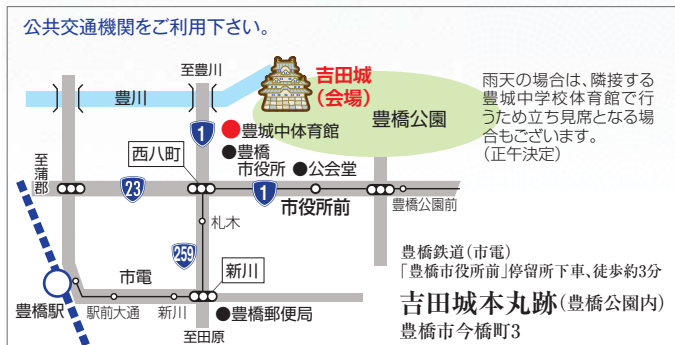 公共交通機関をご利用下さい。
至豊川
吉田城
(会場)
豊川
豊橋公園
雨天の場合は、隣接する
豊城中学校体育館で行
うため立ち見席となる場
合もございます。
(正午決定)
1
●豊城中体育館
●豊橋
市役所
●公会堂
西八町
至蒲郡
23
1
市役所前
豊橋公園前
札木
259
市電
新川
豊橋駅
駅前大通
新川
●豊橋郵便局
至田原
豊橋鉄道(市電)
「豊橋市役所前」停留所下車、徒歩約3分
吉田城本丸跡(豊橋公園内)
豊橋市今橋町3